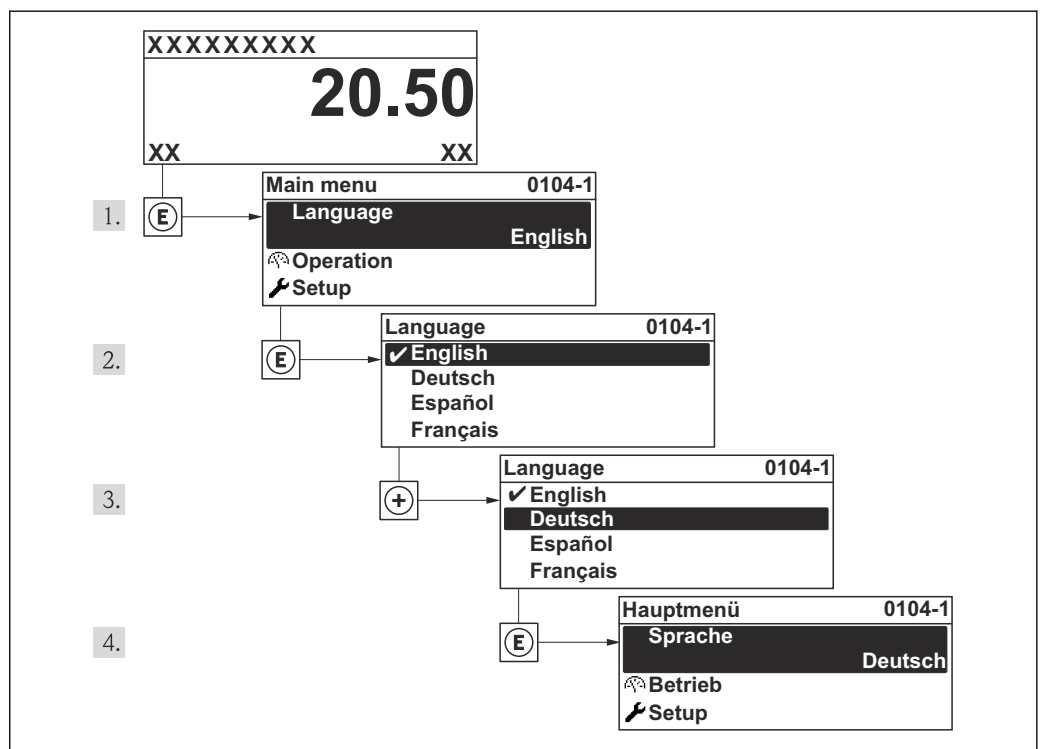 XXXXXXXXX
20.50
XX XX
1. E
Main menu 0104-1
Language
English
Operation
Setup
2. E
Language 0104-1
✔English
Deutsch
Español
Français
3. +
Language 0104-1
✔English
Deutsch
Español
Français
4. E
Hauptmenü 0104-1
Sprache
Deutsch
Betrieb
Setup